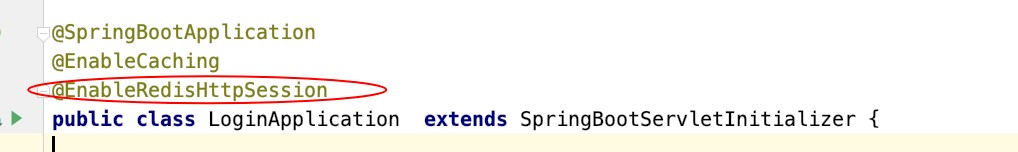 @SpringBootApplication
@EnableCaching
@EnableRedisHttpSession
public class LoginApplication  extends SpringBootServletInitializer {